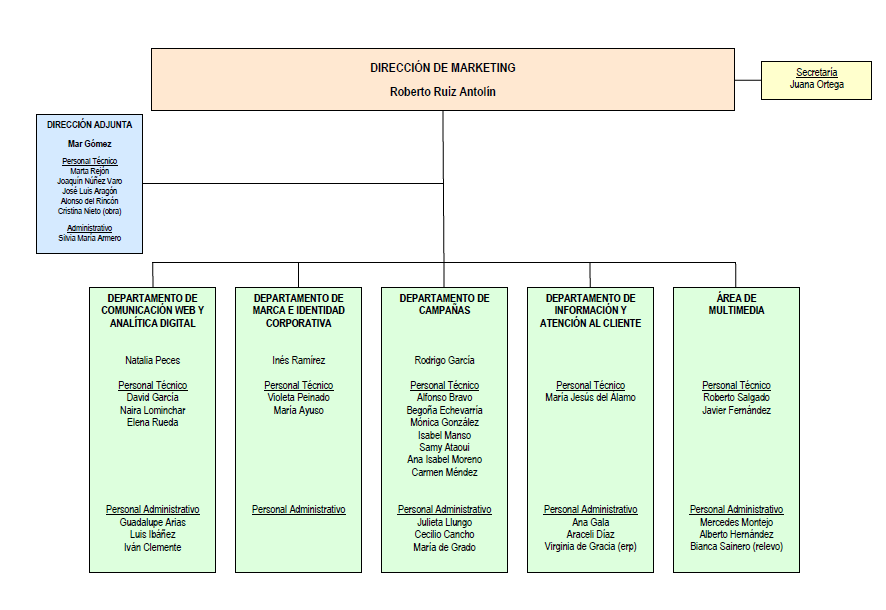 DIRECCIÓN DE MARKETING
Roberto Ruiz Antolín
Secretaría
Juana Ortega
DIRECCIÓN ADJUNTA
Mar Gómez
Personal Técnico
Marta Rejón
Joaquín Núñez Varo
José Luis Aragón
Alonso del Rincón
Cristina Nieto (obra)
Administrativo
Silvia María Armero
DEPARTAMENTO DE
COMUNICACIÓN WEB Y
ANALÍTICA DIGITAL
Natalia Peces
Personal Técnico
David García
Naira Lominchar
Elena Rueda
Personal Administrativo
Guadalupe Arias
Luis Ibáñez
Iván Clemente
DEPARTAMENTO DE
MARCA E IDENTIDAD
CORPORATIVA
Inés Ramírez
Personal Técnico
Violeta Peinado
María Ayuso
Personal Administrativo
DEPARTAMENTO DE
CAMPAÑAS
Rodrigo García
Personal Técnico
Alfonso Bravo
Begoña Echevarría
Mónica González
Isabel Manso
Samy Ataoui
Ana Isabel Moreno
Carmen Méndez
Personal Administrativo
Julieta Llungo
Cecilio Cancho
María de Grado
DEPARTAMENTO DE
INFORMACIÓN Y
ATENCIÓN AL CLIENTE
Personal Técnico
María Jesús del Álamo
Personal Administrativo
Ana Gala
Araceli Díaz
Virginia de Gracia (erp)
ÁREA DE
MULTIMEDIA
Personal Técnico
Roberto Salgado
Javier Fernández
Personal Administrativo
Mercedes Montejo
Alberto Hernández
Bianca Sainero (relevo)